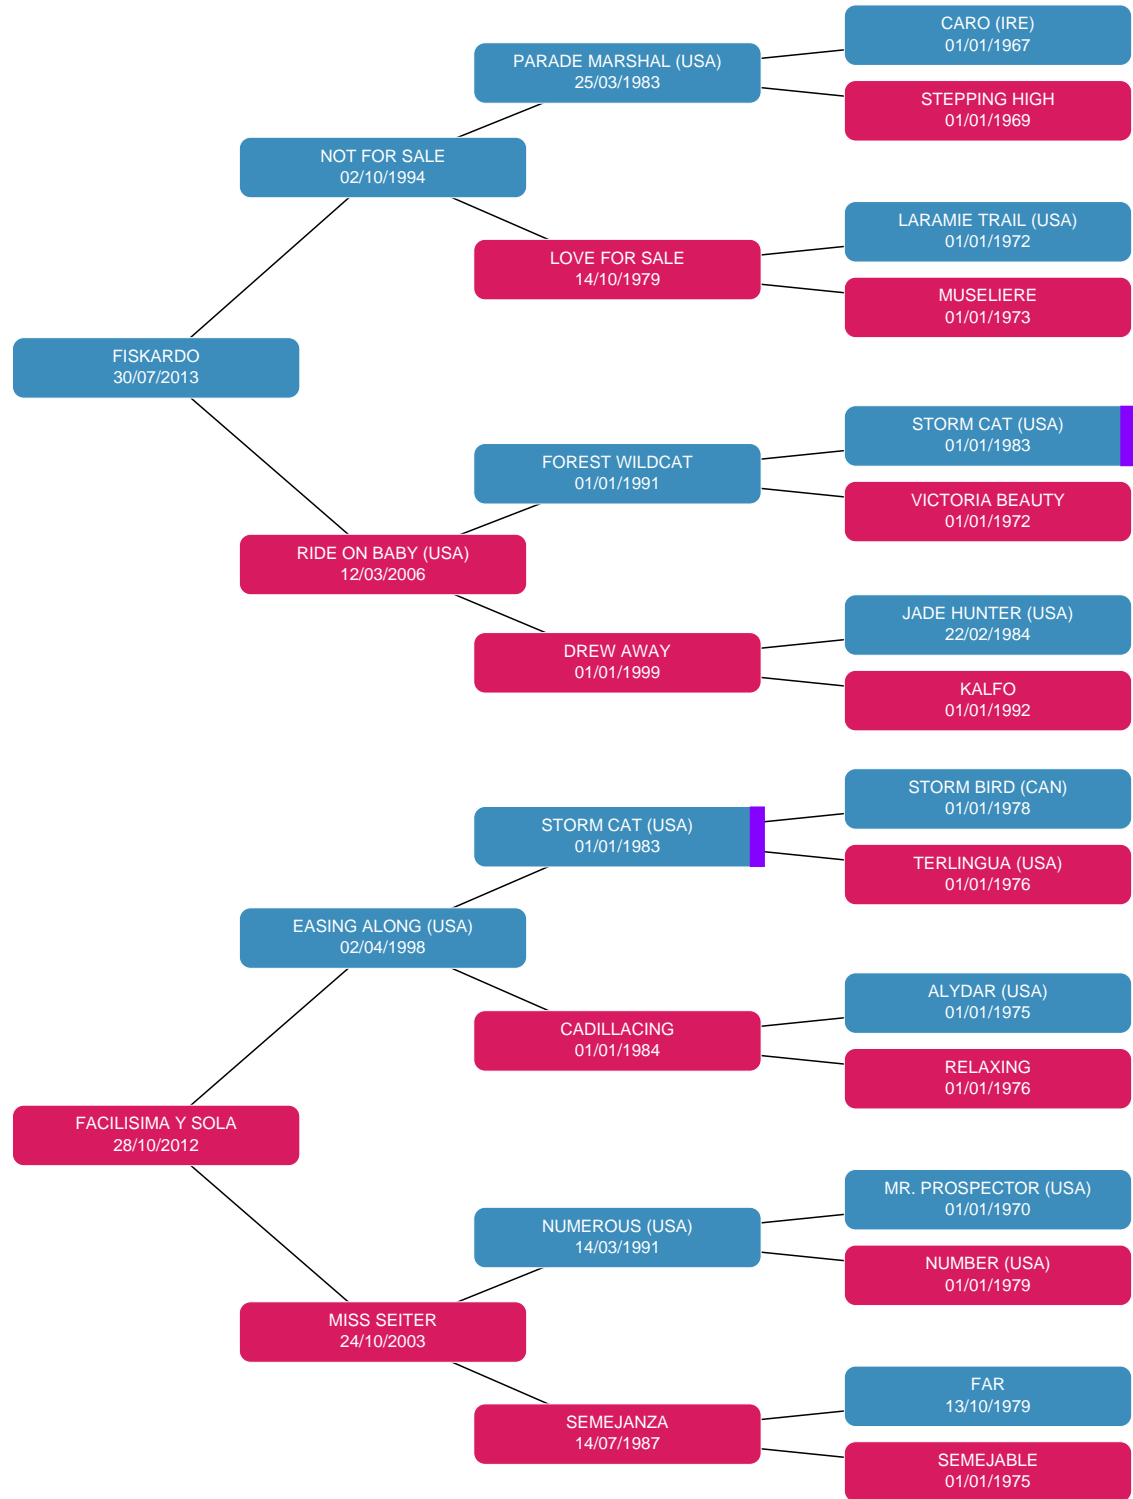 CARO (IRE)
01/01/1967
PARADE MARSHAL (USA)
25/03/1983
STEPPING HIGH
01/01/1969
NOT FOR SALE
02/10/1994
LARAMIE TRAIL (USA)
01/01/1972
LOVE FOR SALE
14/10/1979
MUSELIERE
01/01/1973
FISKARDO
30/07/2013
STORM CAT (USA)
01/01/1983
FOREST WILDCAT
01/01/1991
VICTORIA BEAUTY
01/01/1972
RIDE ON BABY (USA)
12/03/2006
JADE HUNTER (USA)
22/02/1984
DREW AWAY
01/01/1999
KALFO
01/01/1992
STORM BIRD (CAN)
01/01/1978
STORM CAT (USA)
01/01/1983
TERLINGUA (USA)
01/01/1976
EASING ALONG (USA)
02/04/1998
ALYDAR (USA)
01/01/1975
CADILLACING
01/01/1984
RELAXING
01/01/1976
FACILISIMA Y SOLA
28/10/2012
MR. PROSPECTOR (USA)
01/01/1970
NUMEROUS (USA)
14/03/1991
NUMBER (USA)
01/01/1979
MISS SEITER
24/10/2003
FAR
13/10/1979
SEMEJANZA
14/07/1987
SEMEJABLE
01/01/1975